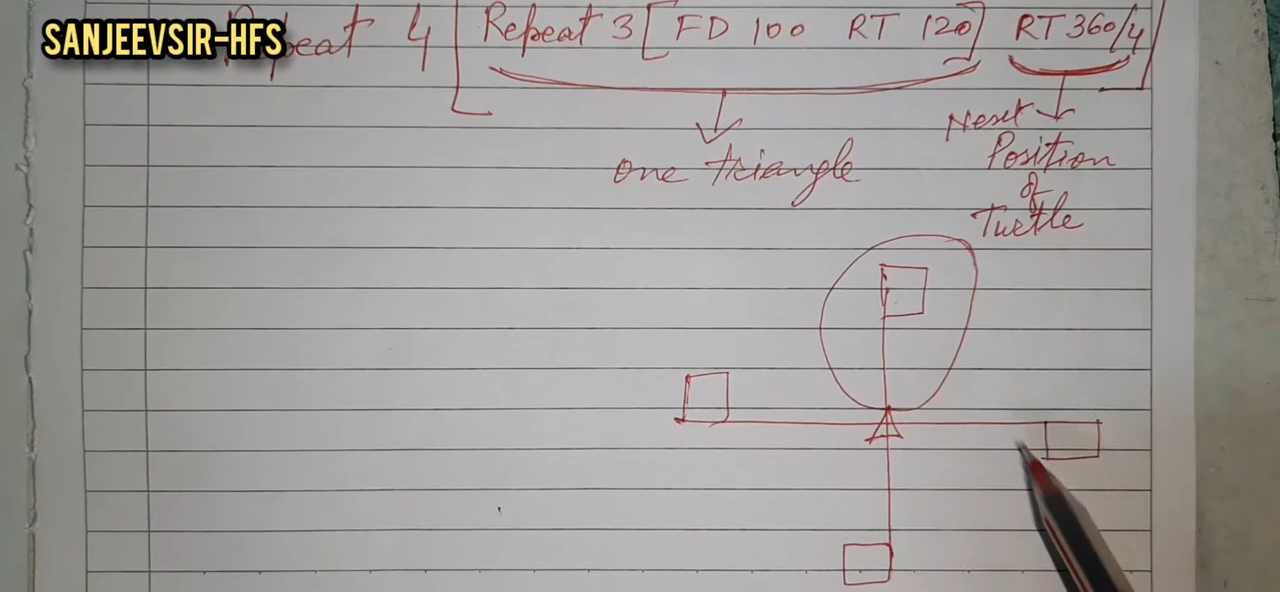 SANJEEVSIR-HFS
Repeat 4 [ Repeat 3 [ FD 100 RT 120 ] RT 360/4 ]
one triangle
Next
Position
of
Turtle